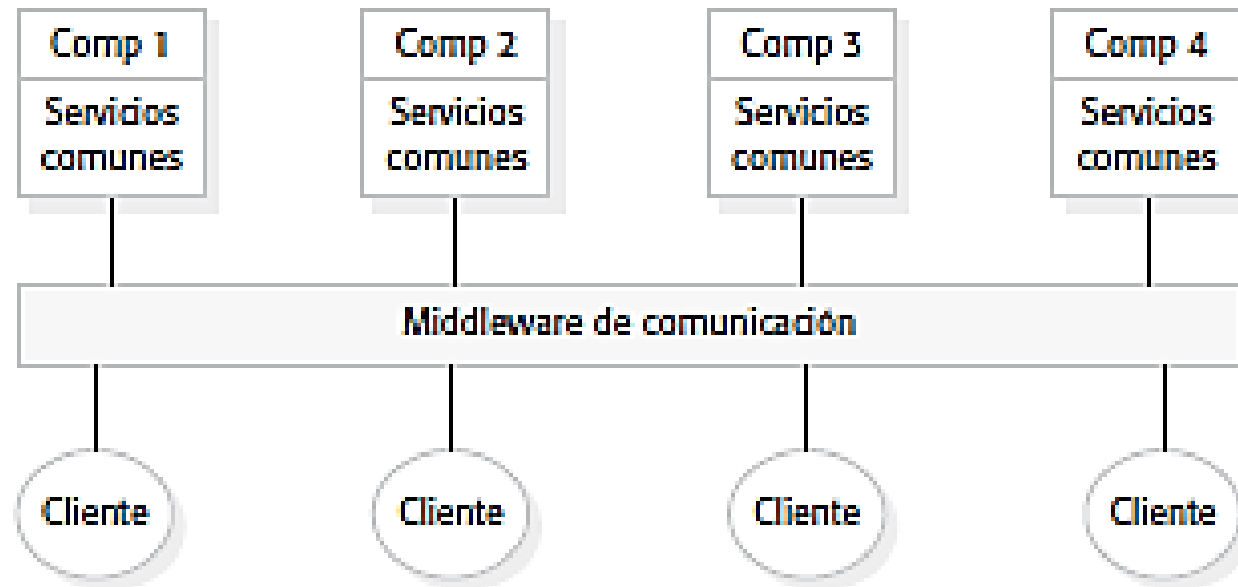 Comp 1
Servicios
comunes
Comp 2
Servicios
comunes
Comp 3
Servicios
comunes
Comp 4
Servicios
comunes
Middleware de comunicación
Cliente
Cliente
Cliente
Cliente